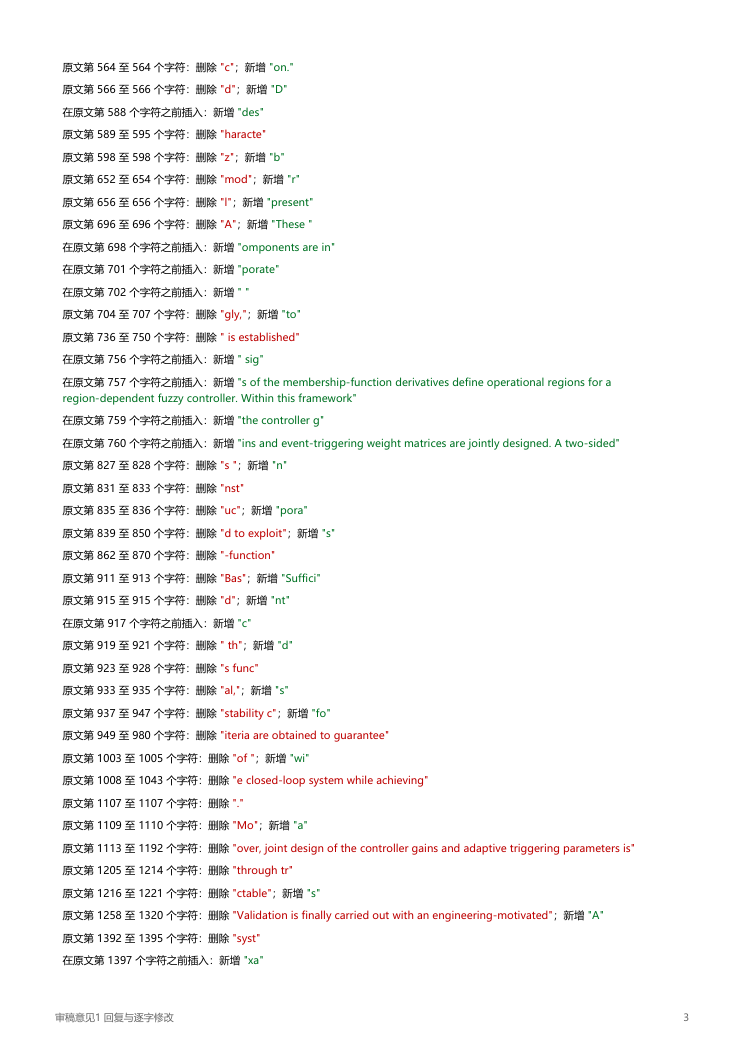 原文第 564 至 564 个字符：删除 "c"；新增 "on."
原文第 566 至 566 个字符：删除 "d"；新增 "D"
在原文第 588 个字符之前插入：新增 "des"
原文第 589 至 595 个字符：删除 "haracte"
原文第 598 至 598 个字符：删除 "z"；新增 "b"
原文第 652 至 654 个字符：删除 "mod"；新增 "r"
原文第 656 至 656 个字符：删除 "l"；新增 "present"
原文第 696 至 696 个字符：删除 "A"；新增 "These "
在原文第 698 个字符之前插入：新增 "omponents are in"
在原文第 701 个字符之前插入：新增 "porate"
在原文第 702 个字符之前插入：新增 " "
原文第 704 至 707 个字符：删除 "gly,"；新增 "to"
原文第 736 至 750 个字符：删除 " is established"
在原文第 756 个字符之前插入：新增 " sig"
在原文第 757 个字符之前插入：新增 "s of the membership-function derivatives define operational regions for a
region-dependent fuzzy controller. Within this framework"
在原文第 759 个字符之前插入：新增 "the controller g"
在原文第 760 个字符之前插入：新增 "ins and event-triggering weight matrices are jointly designed. A two-sided"
原文第 827 至 828 个字符：删除 "s "；新增 "n"
原文第 831 至 833 个字符：删除 "nst"
原文第 835 至 836 个字符：删除 "uc"；新增 "pora"
原文第 839 至 850 个字符：删除 "d to exploit"；新增 "s"
原文第 862 至 870 个字符：删除 "-function"
原文第 911 至 913 个字符：删除 "Bas"；新增 "Suffici"
原文第 915 至 915 个字符：删除 "d"；新增 "nt"
在原文第 917 个字符之前插入：新增 "c"
原文第 919 至 921 个字符：删除 " th"；新增 "d"
原文第 923 至 928 个字符：删除 "s func"
原文第 933 至 935 个字符：删除 "al,"；新增 "s"
原文第 937 至 947 个字符：删除 "stability c"；新增 "fo"
原文第 949 至 980 个字符：删除 "iteria are obtained to guarantee"
原文第 1003 至 1005 个字符：删除 "of "；新增 "wi"
原文第 1008 至 1043 个字符：删除 "e closed-loop system while achieving"
原文第 1107 至 1107 个字符：删除 "."
原文第 1109 至 1110 个字符：删除 "Mo"；新增 "a"
原文第 1113 至 1192 个字符：删除 "over, joint design of the controller gains and adaptive triggering parameters is"
原文第 1205 至 1214 个字符：删除 "through tr"
原文第 1216 至 1221 个字符：删除 "ctable"；新增 "s"
原文第 1258 至 1320 个字符：删除 "Validation is finally carried out with an engineering-motivated"；新增 "A"
原文第 1392 至 1395 个字符：删除 "syst"
在原文第 1397 个字符之前插入：新增 "xa"
审稿意见1 回复与逐字修改 3